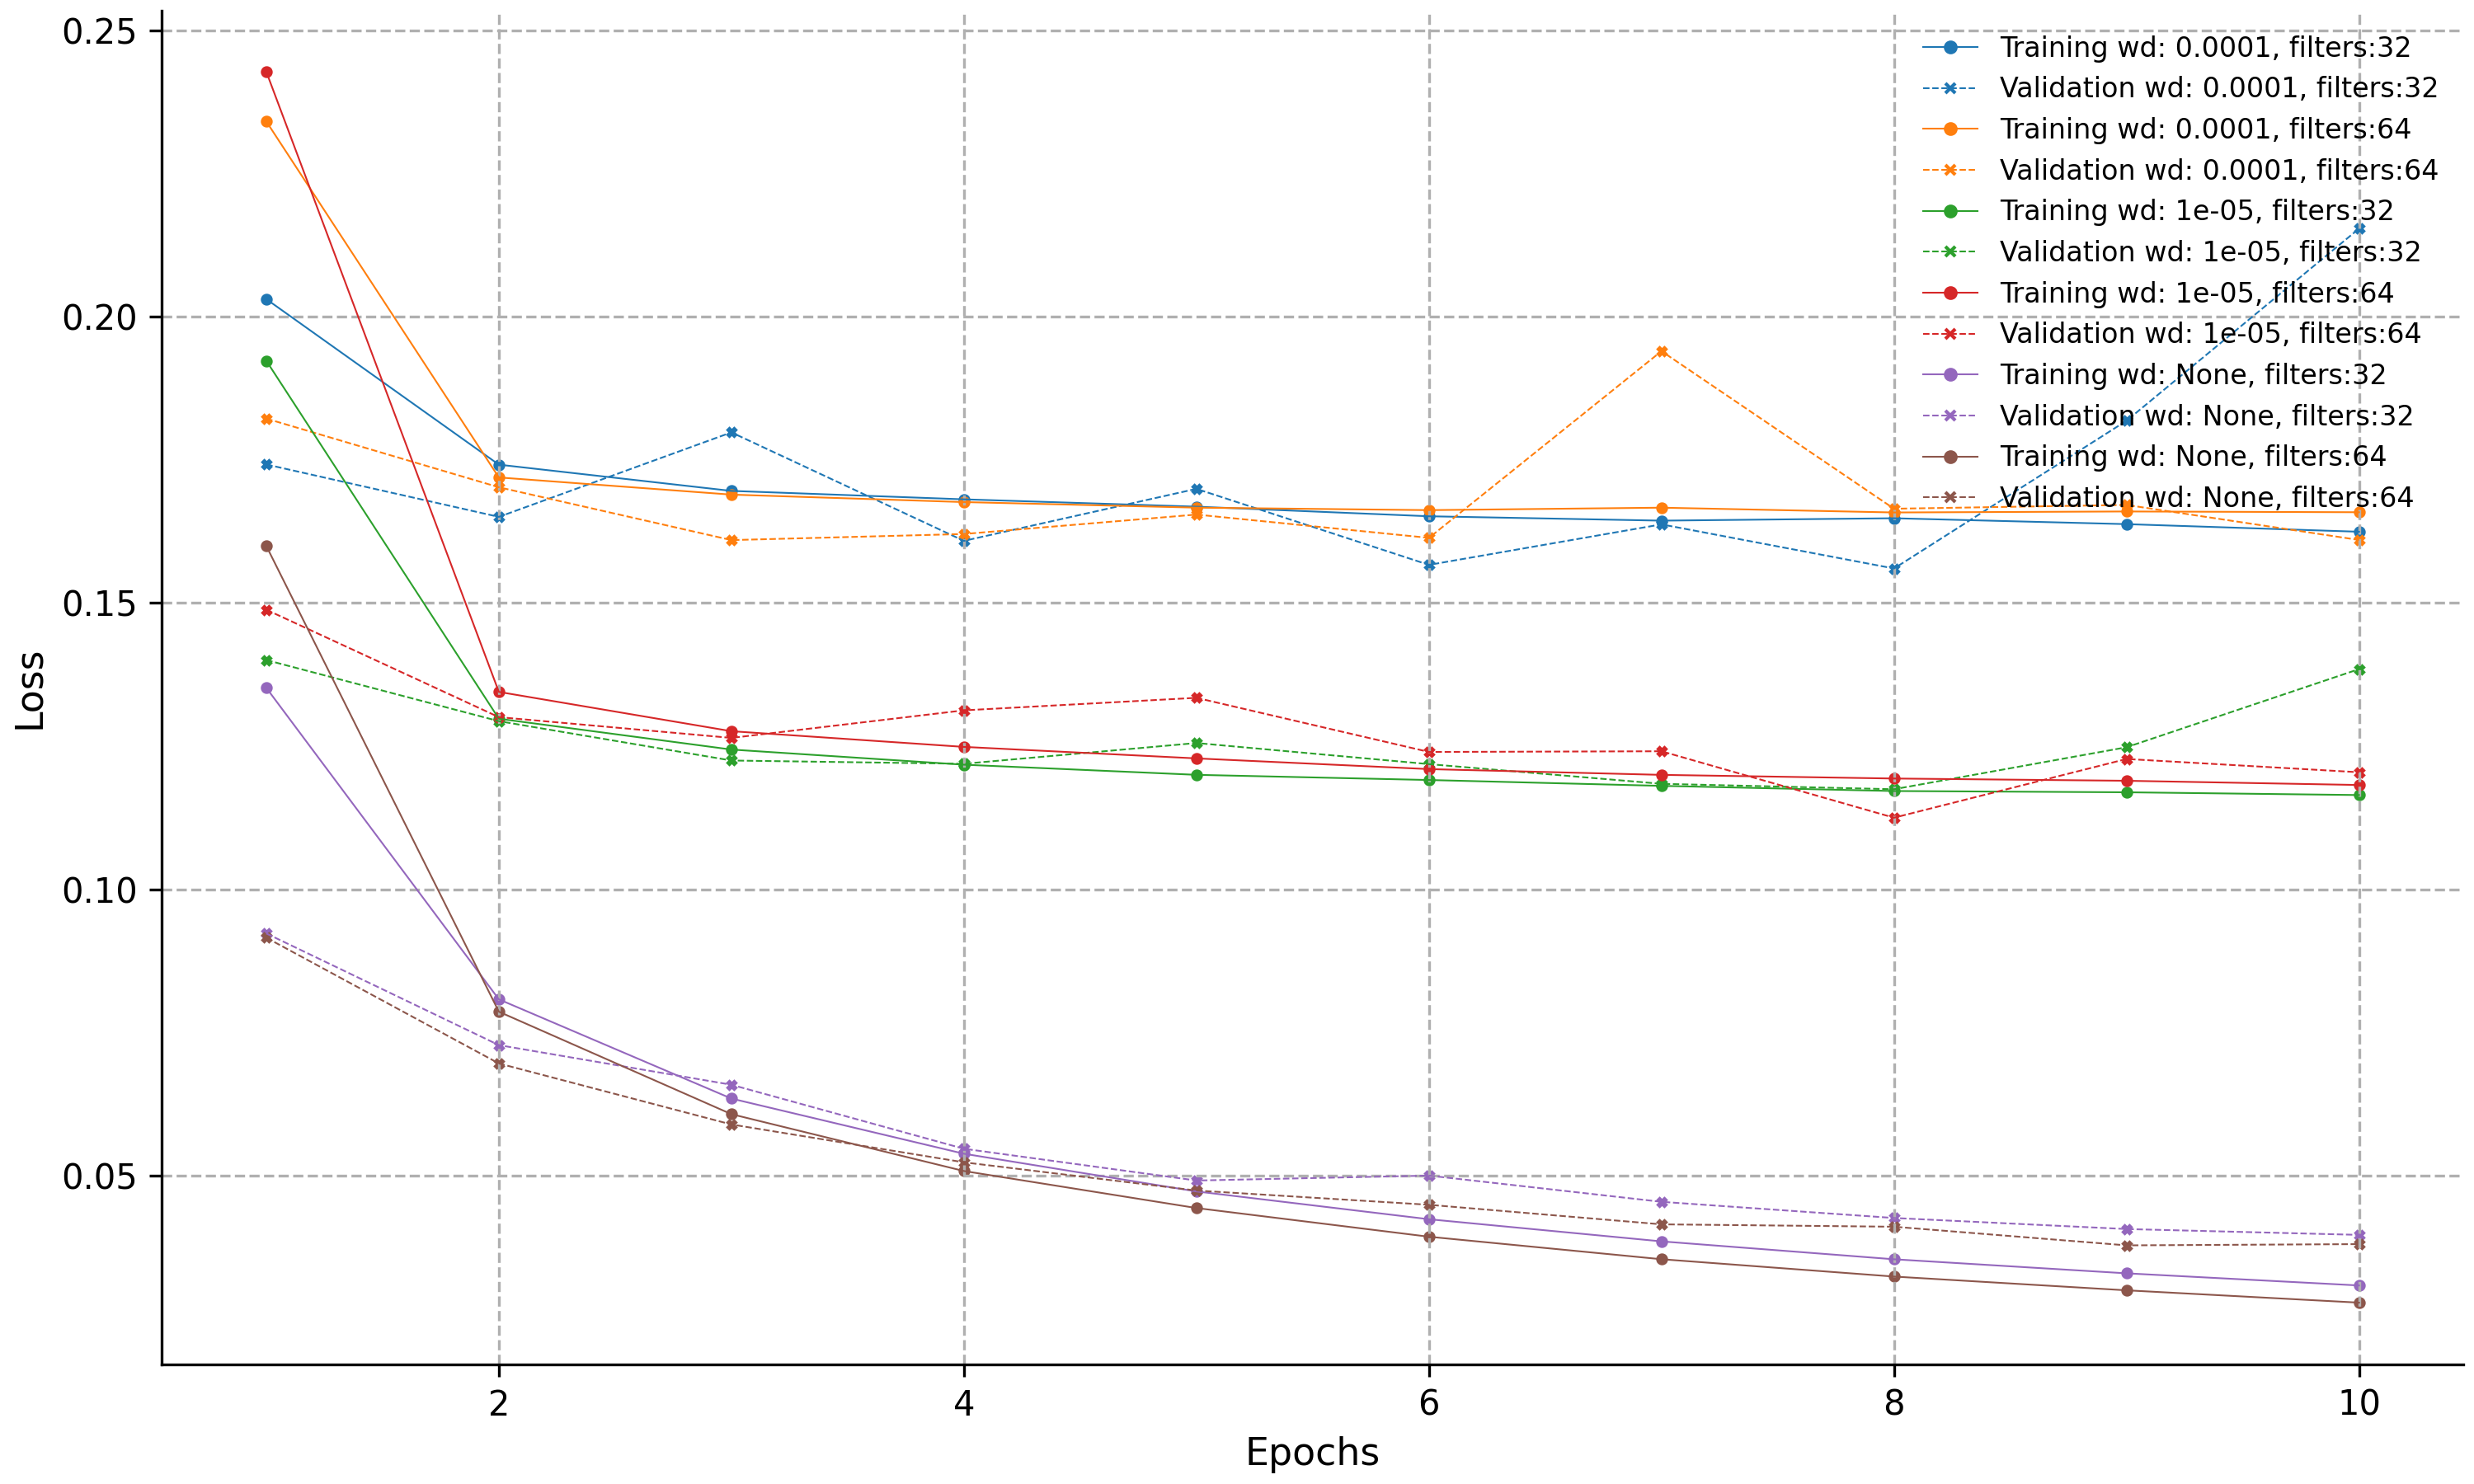 0.25
0.20
0.15
0.10
0.05
Loss
2
4
6
8
10
Epochs
Training wd: 0.0001, filters:32
Validation wd: 0.0001, filters:32
Training wd: 0.0001, filters:64
Validation wd: 0.0001, filters:64
Training wd: 1e-05, filters:32
Validation wd: 1e-05, filters:32
Training wd: 1e-05, filters:64
Validation wd: 1e-05, filters:64
Training wd: None, filters:32
Validation wd: None, filters:32
Training wd: None, filters:64
Validation wd: None, filters:64